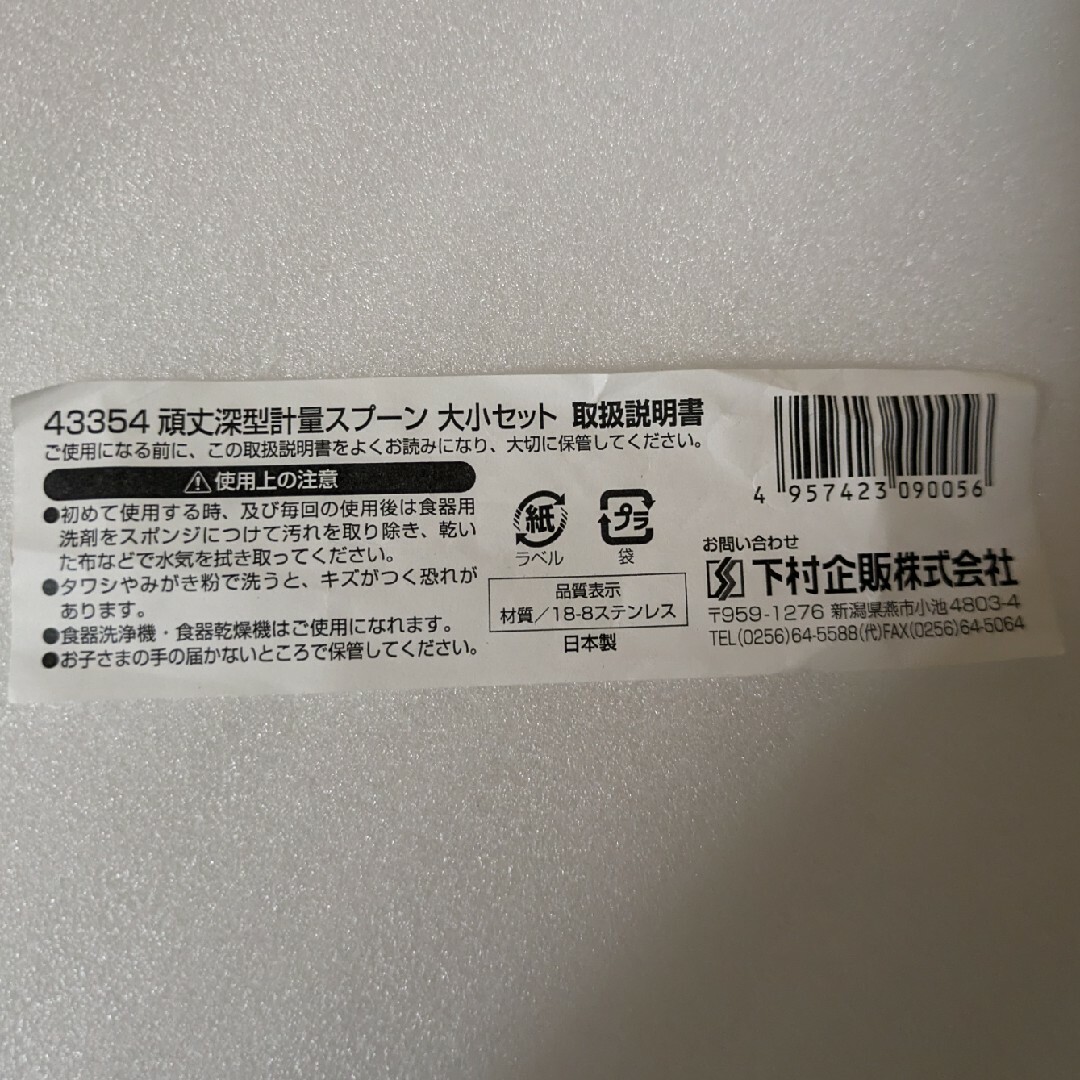 43354 頑丈深型計量スプーン 大小セット 取扱説明書
ご使用になる前に、この取扱説明書をよくお読みになり、大切に保管してください。
⚠使用上の注意
●初めて使用する時、及び毎回の使用後は食器用
洗剤をスポンジにつけて汚れを取り除き、乾い
た布などで水気を拭き取ってください。
●タワシやみがき粉で洗うと、キズがつく恐れが
あります。
●食器洗浄機・食器乾燥機はご使用になれます。
●お子さまの手の届かないところで保管してください。
紙
ラベル
プラ
袋
品質表示
材質/18-8ステンレス
日本製
4 957423 090056
お問い合わせ
下村企販株式会社
〒959-1276 新潟県燕市小池4803-4
TEL(0256)64-5588(代)FAX(0256)64-5064